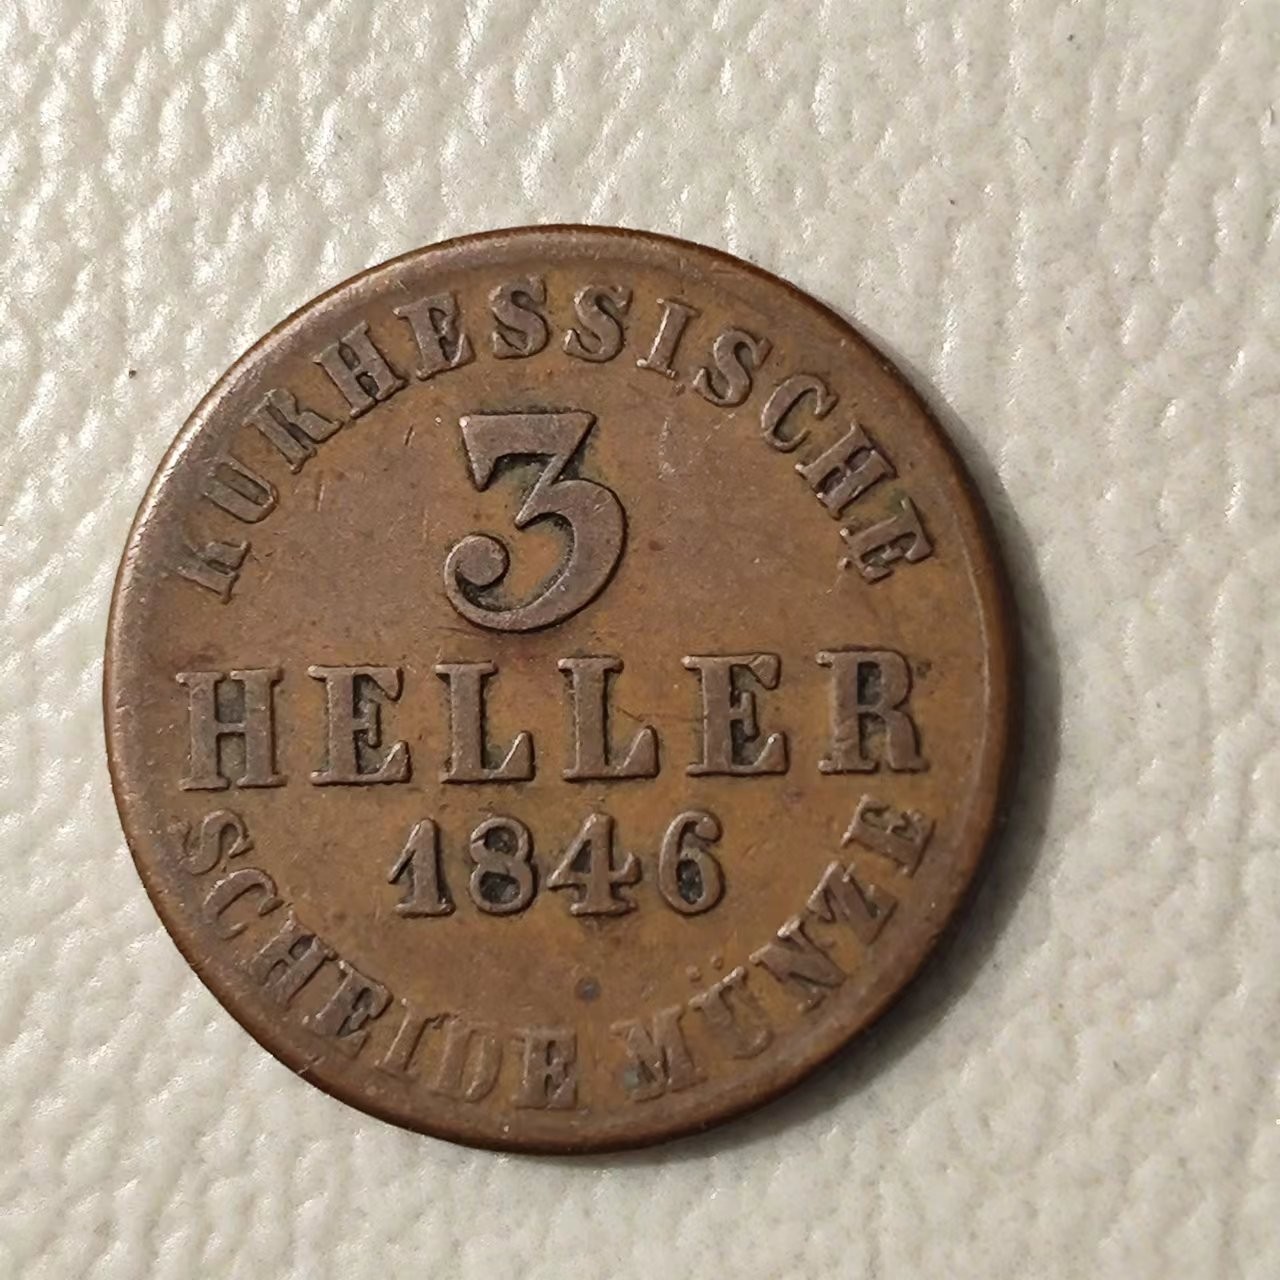 KURHESSISCHE
3
HELLER
1846
SCHEIDE MÜNZE